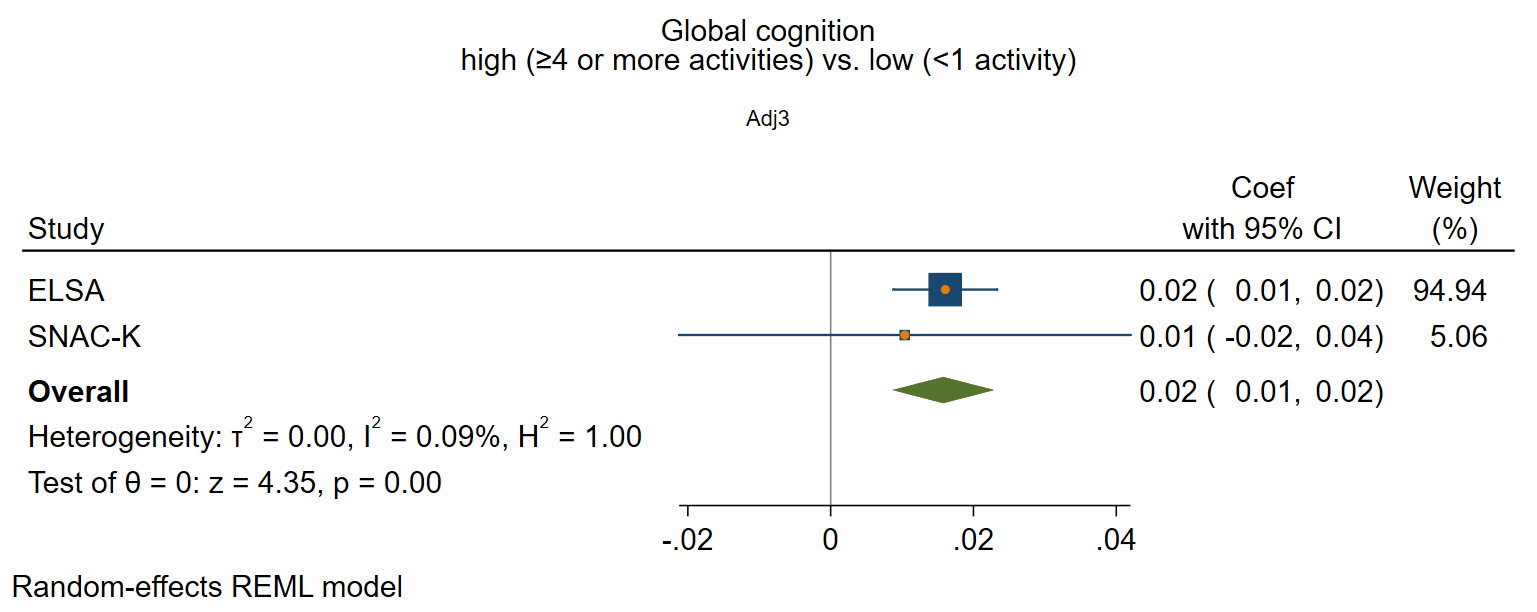 Global cognition
high (≥4 or more activities) vs. low (<1 activity)
Adj3
Coef Weight
Study with 95% CI (%)
ELSA 0.02 ( 0.01, 0.02) 94.94
SNAC-K 0.01 ( -0.02, 0.04) 5.06
Overall 0.02 ( 0.01, 0.02)
Heterogeneity: τ² = 0.00, I² = 0.09%, H² = 1.00
Test of θ = 0: z = 4.35, p = 0.00
-.02 0 .02 .04
Random-effects REML model